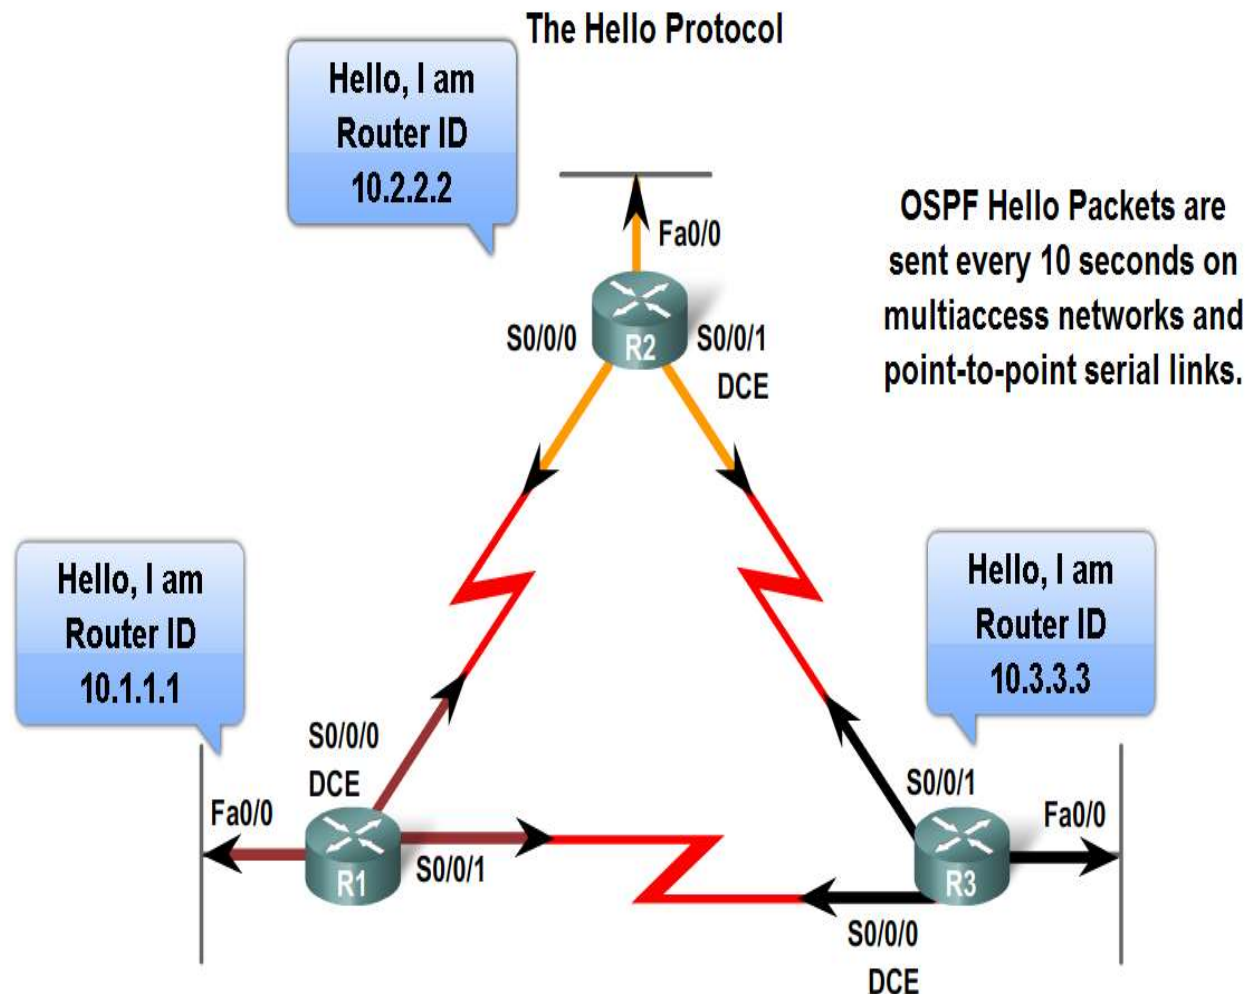 The Hello Protocol
Hello, I am
Router ID
10.2.2.2
OSPF Hello Packets are
sent every 10 seconds on
multiaccess networks and
point-to-point serial links.
Fa0/0
S0/0/0
R2
S0/0/1
DCE
Hello, I am
Router ID
10.1.1.1
Hello, I am
Router ID
10.3.3.3
S0/0/0
DCE
Fa0/0
R1
S0/0/1
S0/0/1
Fa0/0
R3
S0/0/0
DCE